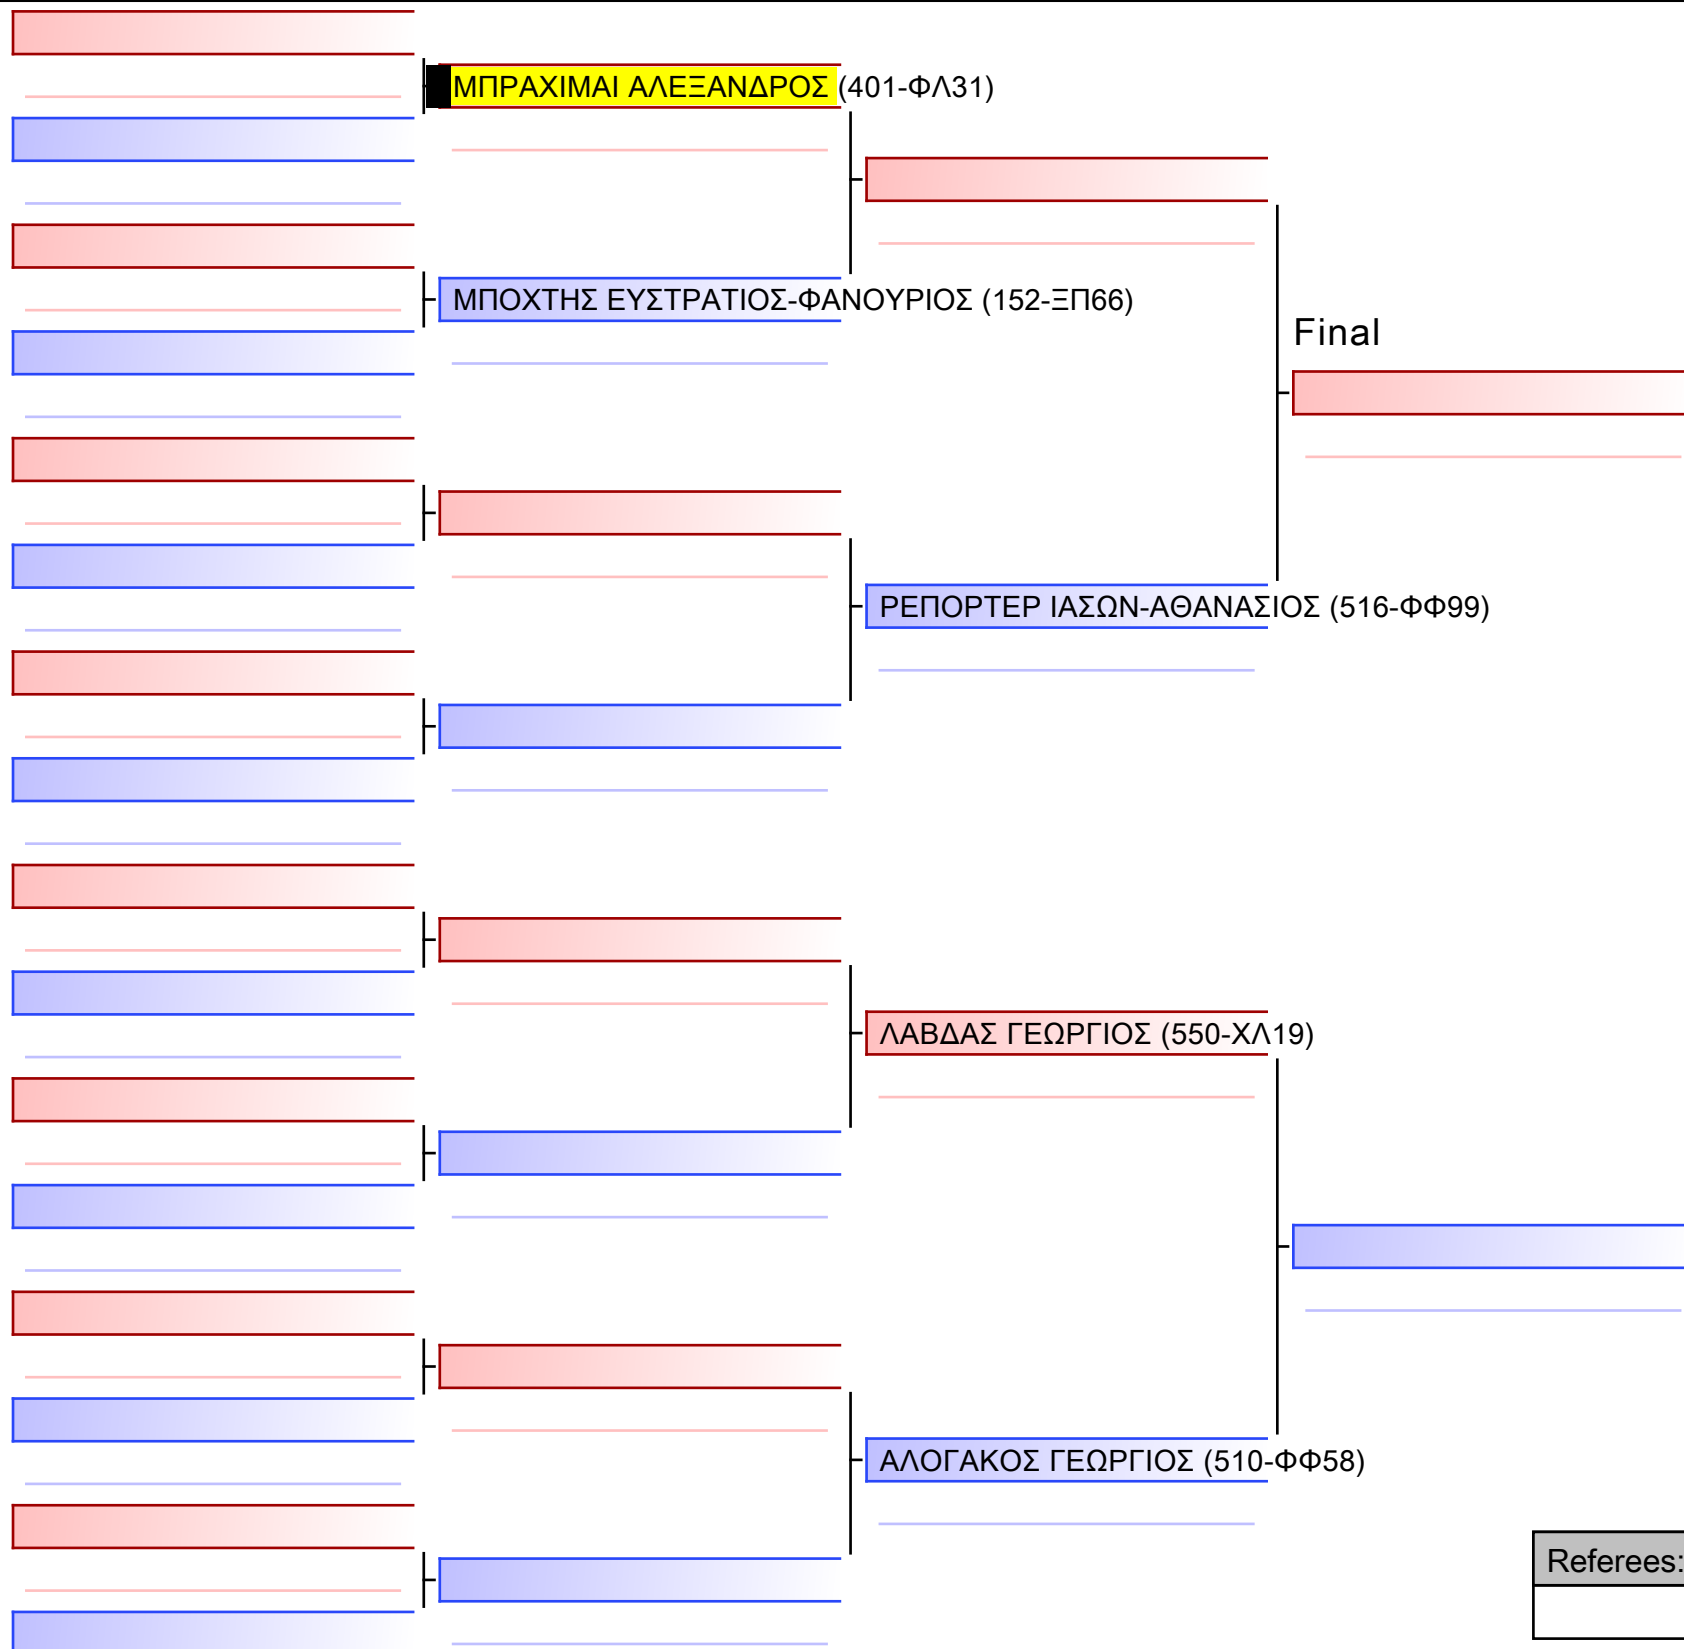 ΜΠΡΑΧΙΜΑΙ ΑΛΕΞΑΝΔΡΟΣ (401-ΦΛ31)
ΜΠΟΧΤΗΣ ΕΥΣΤΡΑΤΙΟΣ-ΦΑΝΟΥΡΙΟΣ (152-ΞΠ66)
Final
ΡΕΠΟΡΤΕΡ ΙΑΣΩΝ-ΑΘΑΝΑΣΙΟΣ (516-ΦΦ99)
ΛΑΒΔΑΣ ΓΕΩΡΓΙΟΣ (550-ΧΛ19)
ΑΛΟΓΑΚΟΣ ΓΕΩΡΓΙΟΣ (510-ΦΦ58)
Referees: